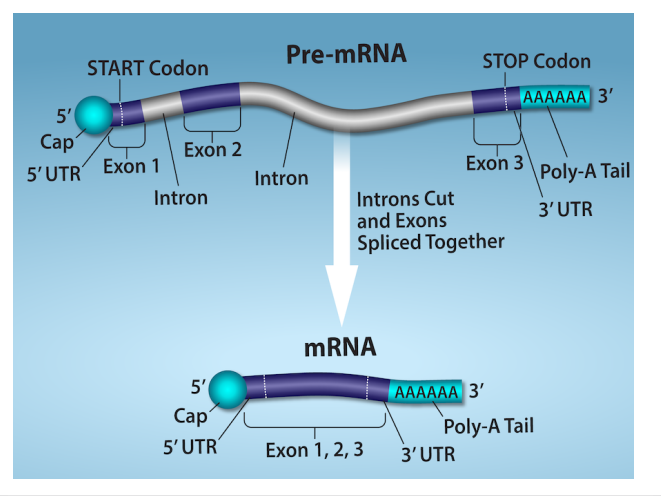 Pre-mRNA
START Codon
STOP Codon
5′
AAAAAA
3′
Cap
5′ UTR
Exon 1
Exon 2
Intron
Intron
Exon 3
Poly-A Tail
3′ UTR
Introns Cut
and Exons
Spliced Together
mRNA
5′
AAAAAA
3′
Cap
5′ UTR
Exon 1, 2, 3
3′ UTR
Poly-A Tail